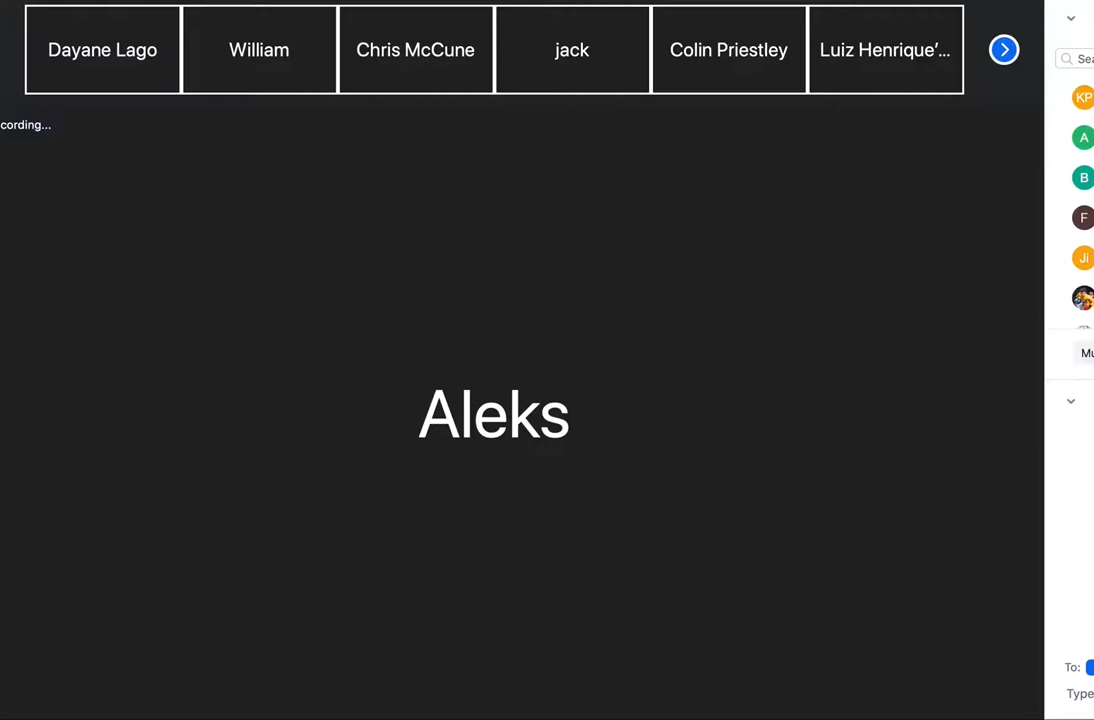 Dayane Lago
William
Chris McCune
jack
Colin Priestley
Luiz Henrique’...
cording...
Aleks
Sea
KP
A
B
F
Ji
Mu
To:
Type